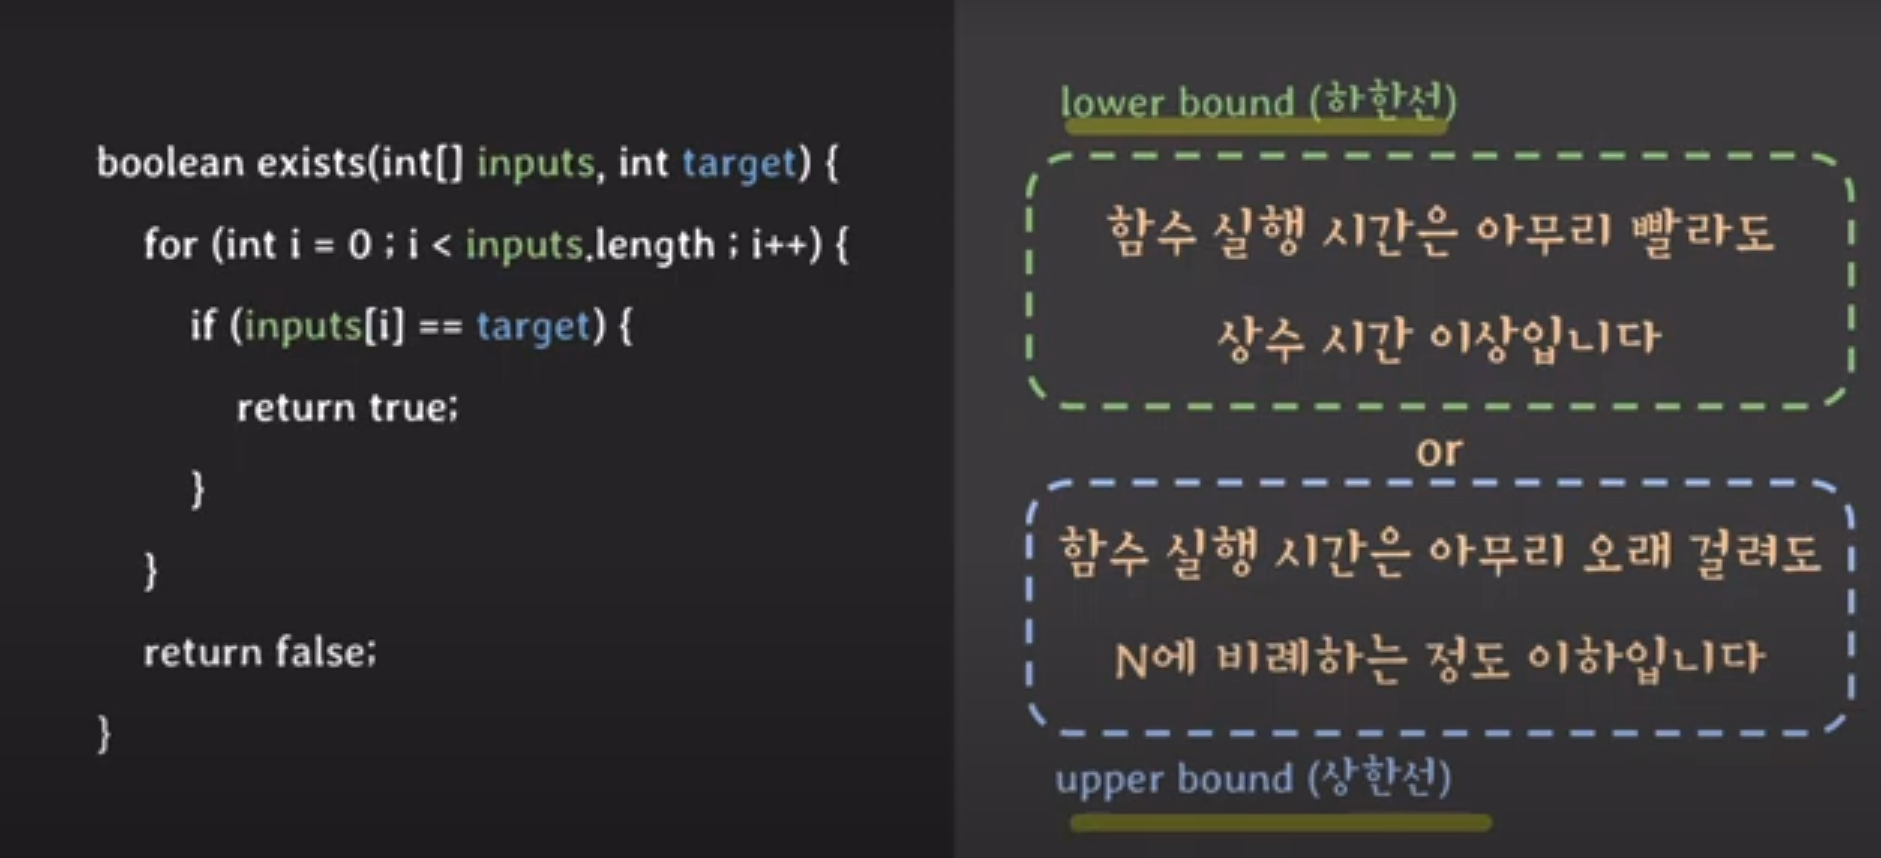 boolean exists(int[] inputs, int target) {
for (int i = 0 ; i < inputs.length ; i++) {
if (inputs[i] == target) {
return true;
}
}
return false;
}
lower bound (하한선)
함수 실행 시간은 아무리 빨라도
상수 시간 이상입니다
or
함수 실행 시간은 아무리 오래 걸려도
N에 비례하는 정도 이하입니다
upper bound (상한선)